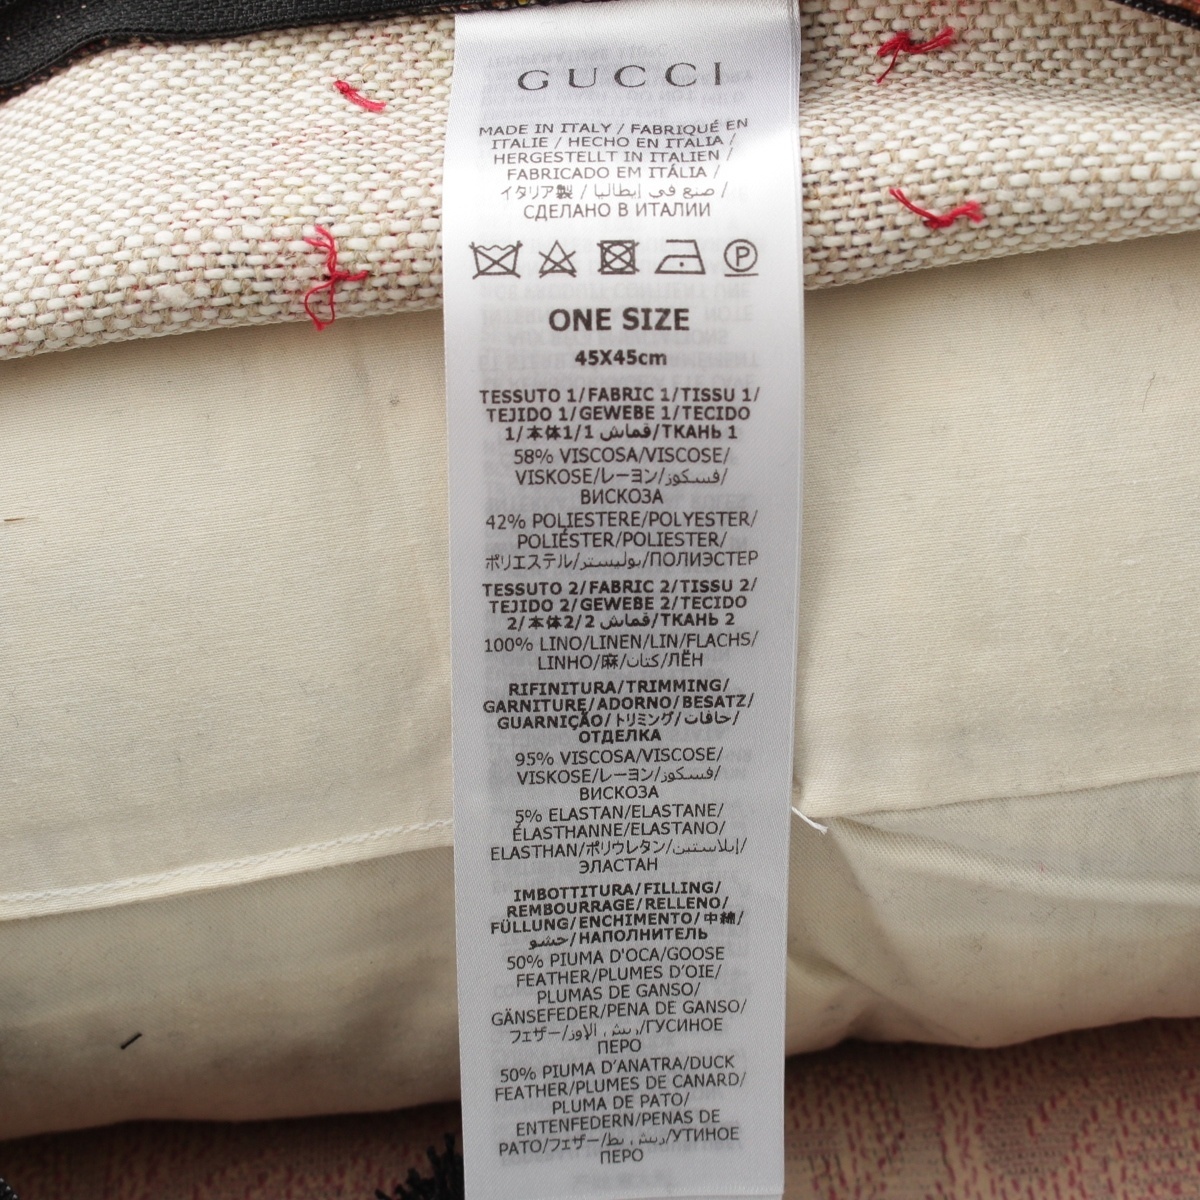 GUCCI
MADE IN ITALY / FABRIQUÉ EN
ITALIE / HECHO EN ITALIA /
HERGESTELLT IN ITALIEN /
FABRICADO EM ITÁLIA /
イタリア製 / صنع في إيطاليا /
СДЕЛАНО В ИТАЛИИ
P
ONE SIZE
45X45cm
TESSUTO 1/FABRIC 1/TISSU 1/
TEJIDO 1/GEWEBE 1/TECIDO
1/本体1/1 قماش/ТКАНЬ 1
58% VISCOSA/VISCOSE/
VISKOSE/レーヨン/فسكوز/
ВИСКОЗА
42% POLIESTERE/POLYESTER/
POLIÉSTER/POLIESTER/
ポリエステル/بوليستر/ПОЛИЭСТЕР
TESSUTO 2/FABRIC 2/TISSU 2/
TEJIDO 2/GEWEBE 2/TECIDO
2/本体2/2 قماش/ТКАНЬ 2
100% LINO/LINEN/LIN/FLACHS/
LINHO/麻/كتان/ЛЁН
RIFINITURA/TRIMMING/
GARNITURE/ADORNO/BESATZ/
GUARNIÇÃO/トリミング/حافات/
ОТДЕЛКА
95% VISCOSA/VISCOSE/
VISKOSE/レーヨン/فسكوز/
ВИСКОЗА
5% ELASTAN/ELASTANE/
ÉLASTHANNE/ELASTANO/
ELASTHAN/ポリウレタン/إيلاستين/
ЭЛАСТАН
IMBOTTITURA/FILLING/
REMBOURRAGE/RELLENO/
FÜLLUNG/ENCHIMENTO/中綿/
حشو/НАПОЛНИТЕЛЬ
50% PIUMA D'OCA/GOOSE
FEATHER/PLUMES D'OIE/
PLUMAS DE GANSO/
GÄNSEFEDER/PENA DE GANSO/
フェザー/ريش الإوز/ГУСИНОЕ
ПЕРО
50% PIUMA D'ANATRA/DUCK
FEATHER/PLUMES DE CANARD/
PLUMA DE PATO/
ENTENFEDERN/PENAS DE
PATO/フェザー/ريش بط/УТИНОЕ
ПЕРО